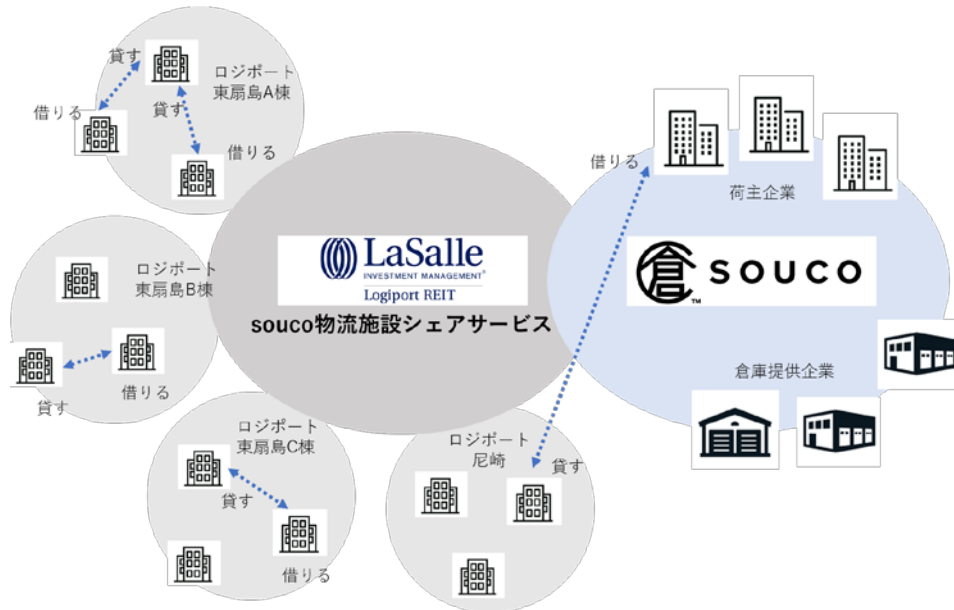 貸す
ロジポート
東扇島A棟
借りる
貸す
借りる
ロジポート
東扇島B棟
借りる
貸す
ロジポート
東扇島C棟
貸す
借りる
ロジポート
尼崎
貸す
LaSalle
INVESTMENT MANAGEMENT®
Logiport REIT
souco物流施設シェアサービス
借りる
荷主企業
倉
SOUCO
TM
倉庫提供企業